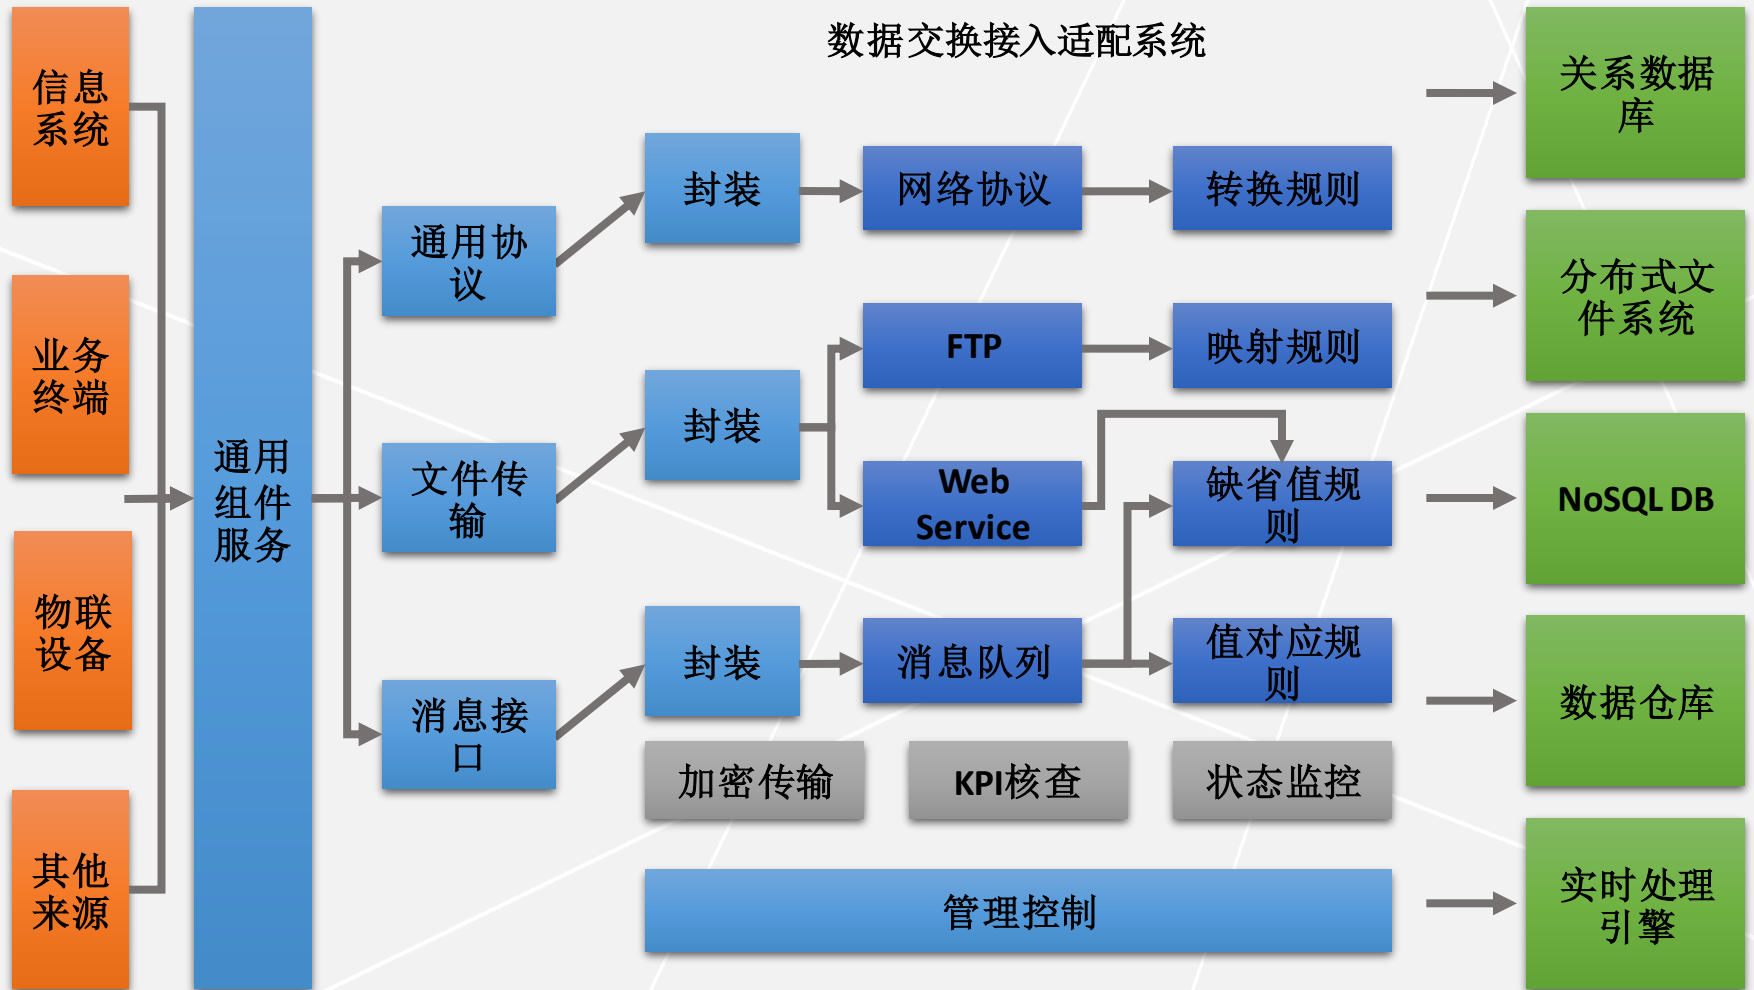 数据交换接入适配系统
信息
系统
业务
终端
物联
设备
其他
来源
通用
组件
服务
通用协
议
文件传
输
消息接
口
封装
网络协议
转换规则
封装
FTP
映射规则
Web
Service
缺省值规
则
封装
消息队列
值对应规
则
加密传输
KPI核查
状态监控
管理控制
关系数据
库
分布式文
件系统
NoSQL DB
数据仓库
实时处理
引擎